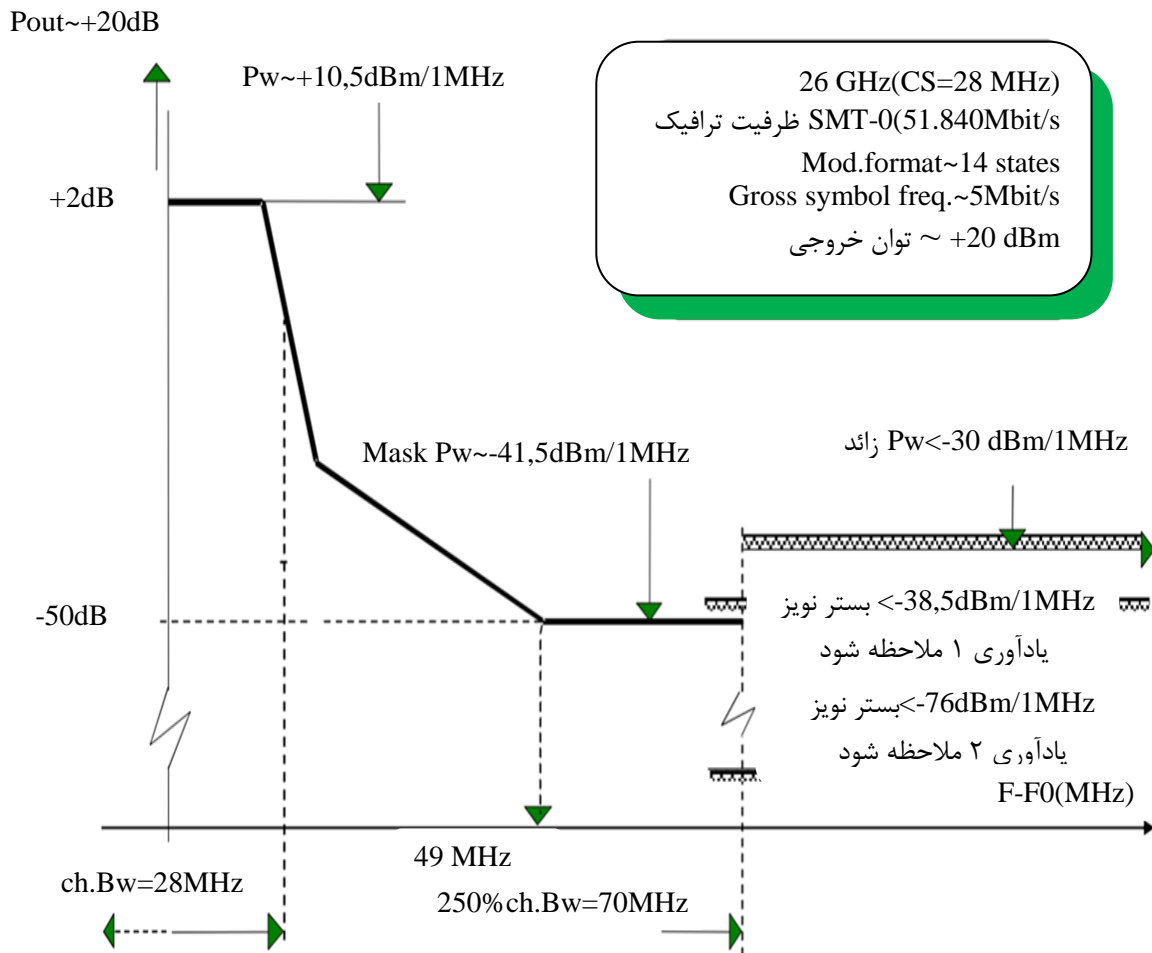 Pout~+20dB
Pw~+10,5dBm/1MHz
26 GHz(CS=28 MHz)
ظرفیت ترافیک SMT-0(51.840Mbit/s
Mod.format~14 states
Gross symbol freq.~5Mbit/s
توان خروجی ~ +20 dBm
+2dB
Mask Pw~-41,5dBm/1MHz
زائد Pw<-30 dBm/1MHz
-50dB
بستر نویز <-38,5dBm/1MHz
یادآوری ۱ ملاحظه شود
بستر نویز<-76dBm/1MHz
یادآوری ۲ ملاحظه شود
F-F0(MHz)
49 MHz
ch.Bw=28MHz
250%ch.Bw=70MHz